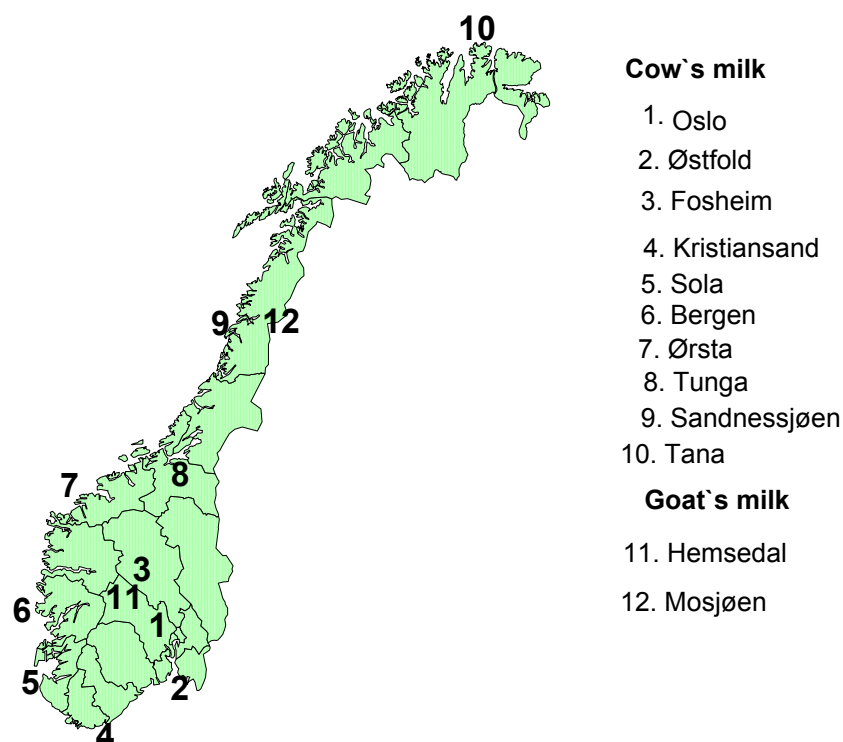 10
9 12
8
7
3
11
6
1
5
2
4
Cow`s milk
1. Oslo
2. Østfold
3. Fosheim
4. Kristiansand
5. Sola
6. Bergen
7. Ørsta
8. Tunga
9. Sandnessjøen
10. Tana
Goat`s milk
11. Hemsedal
12. Mosjøen